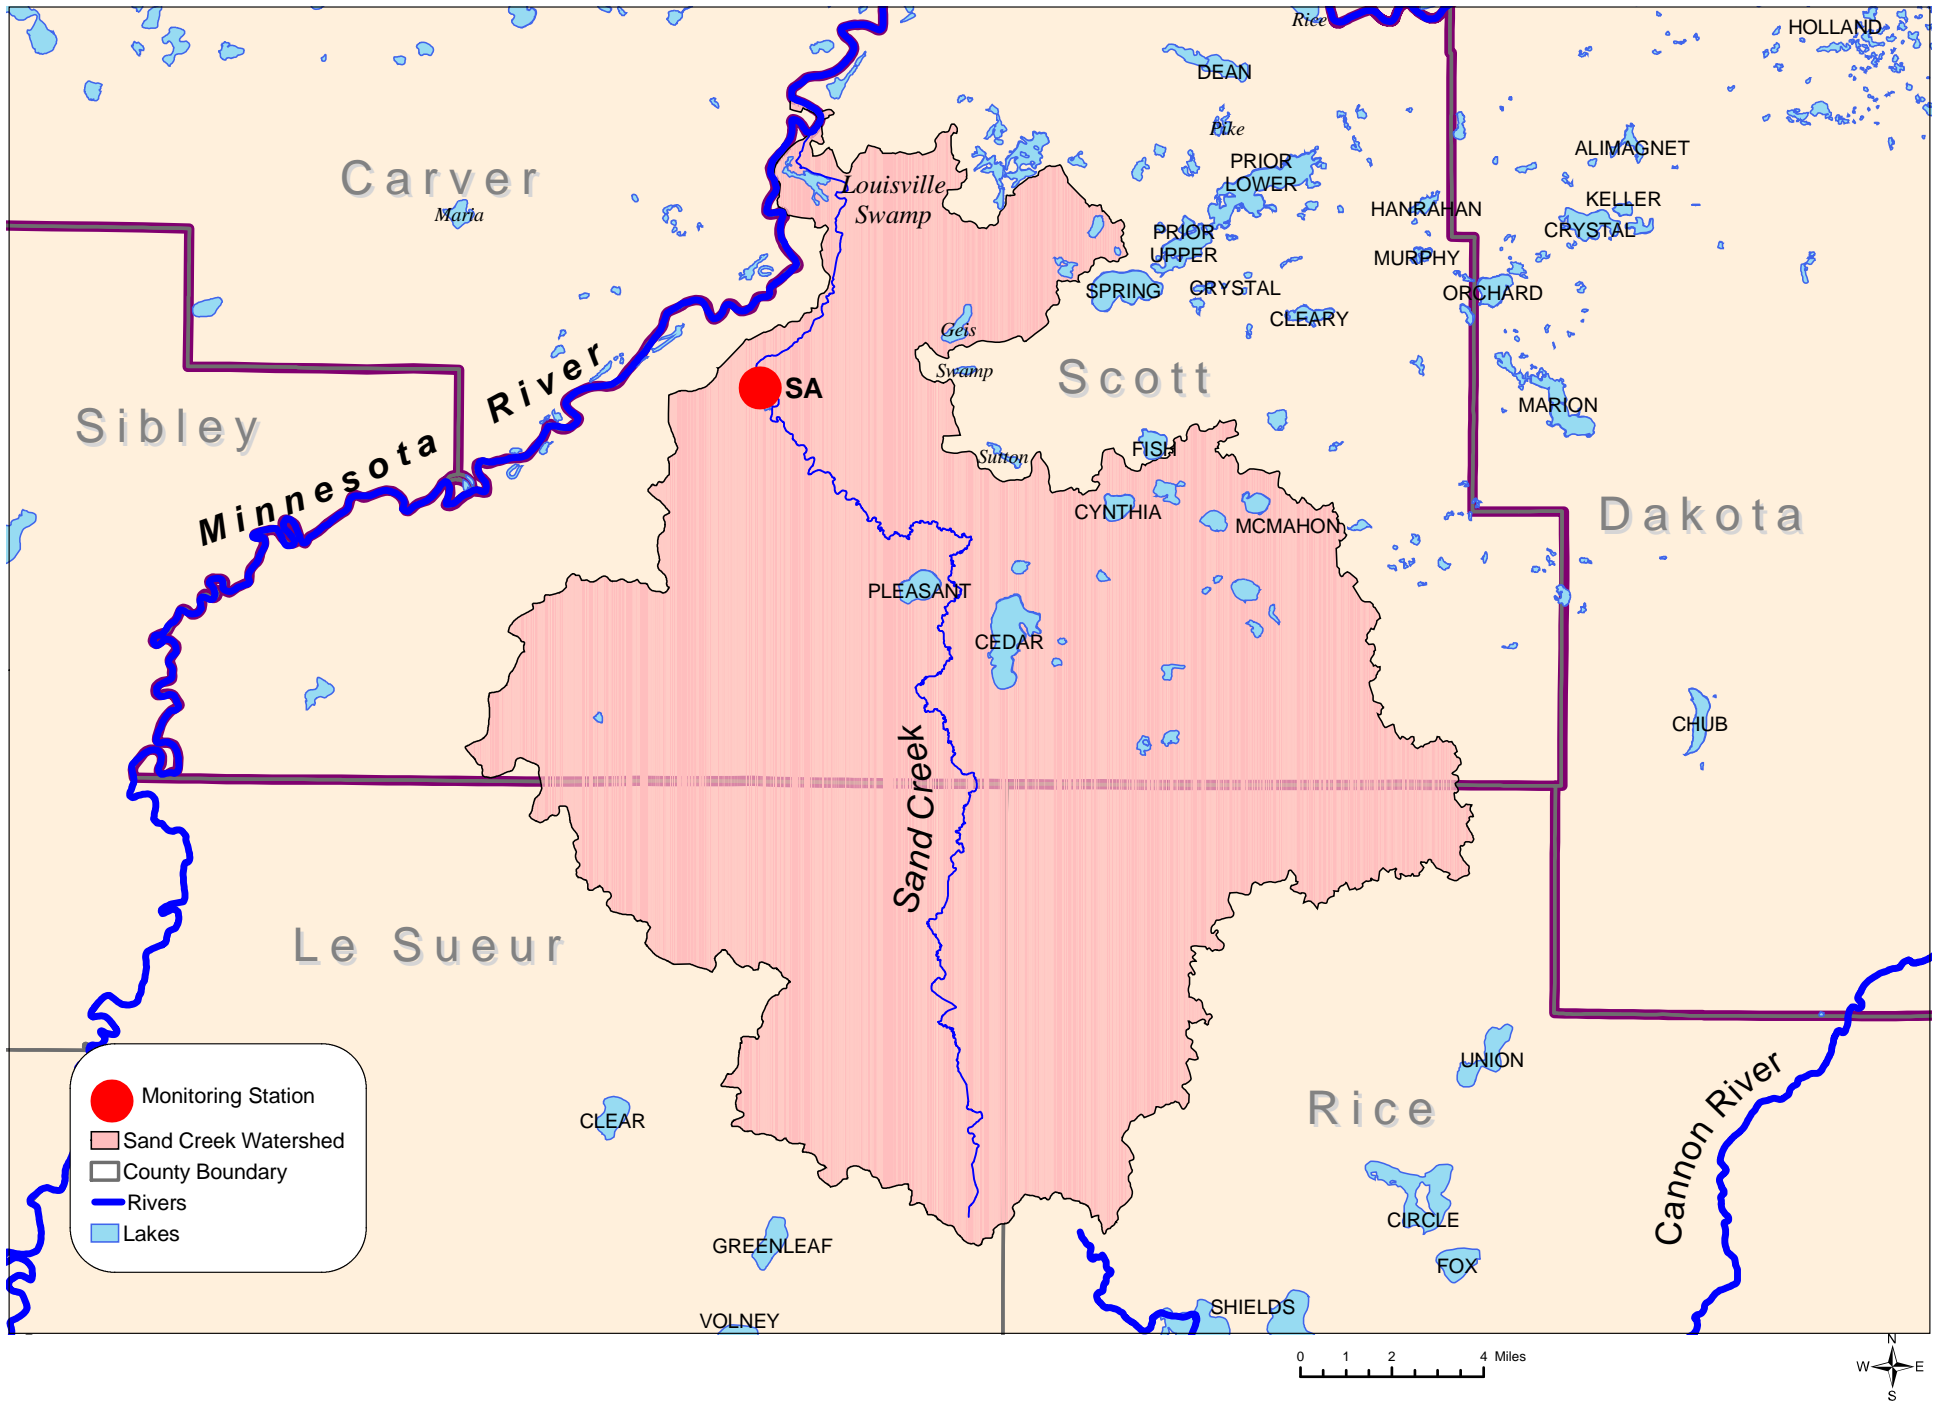 Rice
HOLLAND
DEAN
Pike
ALIMAGNET
PRIOR
LOWER
Carver
Maria
Louisville
Swamp
HANRAHAN
KELLER
CRYSTAL
PRIOR
UPPER
MURPHY
SPRING
CRYSTAL
ORCHARD
CLEARY
Geis
Swamp
Scott
SA
MARION
Sibley
Minnesota River
Sutton
FISH
CYNTHIA
MCMAHON
Dakota
PLEASANT
CEDAR
CHUB
Sand Creek
Le Sueur
UNION
Rice
Cannon River
CLEAR
CIRCLE
GREENLEAF
FOX
SHIELDS
VOLNEY
Monitoring Station
Sand Creek Watershed
County Boundary
Rivers
Lakes
0 1 2 4 Miles
N
W E
S